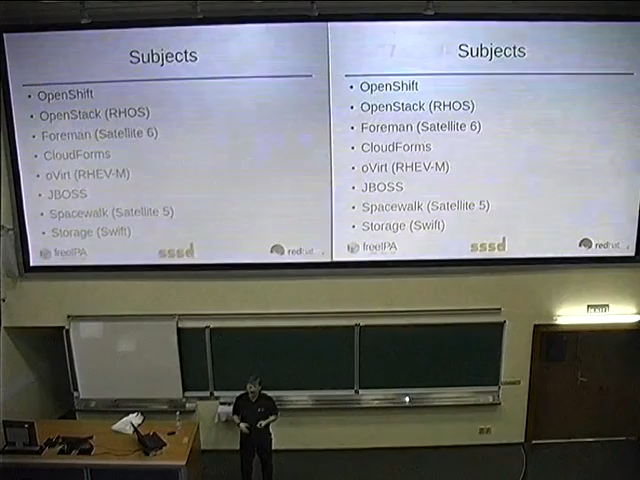 Subjects
• OpenShift
• OpenStack (RHOS)
• Foreman (Satellite 6)
• CloudForms
• oVirt (RHEV-M)
• JBOSS
• Spacewalk (Satellite 5)
• Storage (Swift)
freeIPA sssd redhat
Subjects
• OpenShift
• OpenStack (RHOS)
• Foreman (Satellite 6)
• CloudForms
• oVirt (RHEV-M)
• JBOSS
• Spacewalk (Satellite 5)
• Storage (Swift)
freeIPA sssd redhat